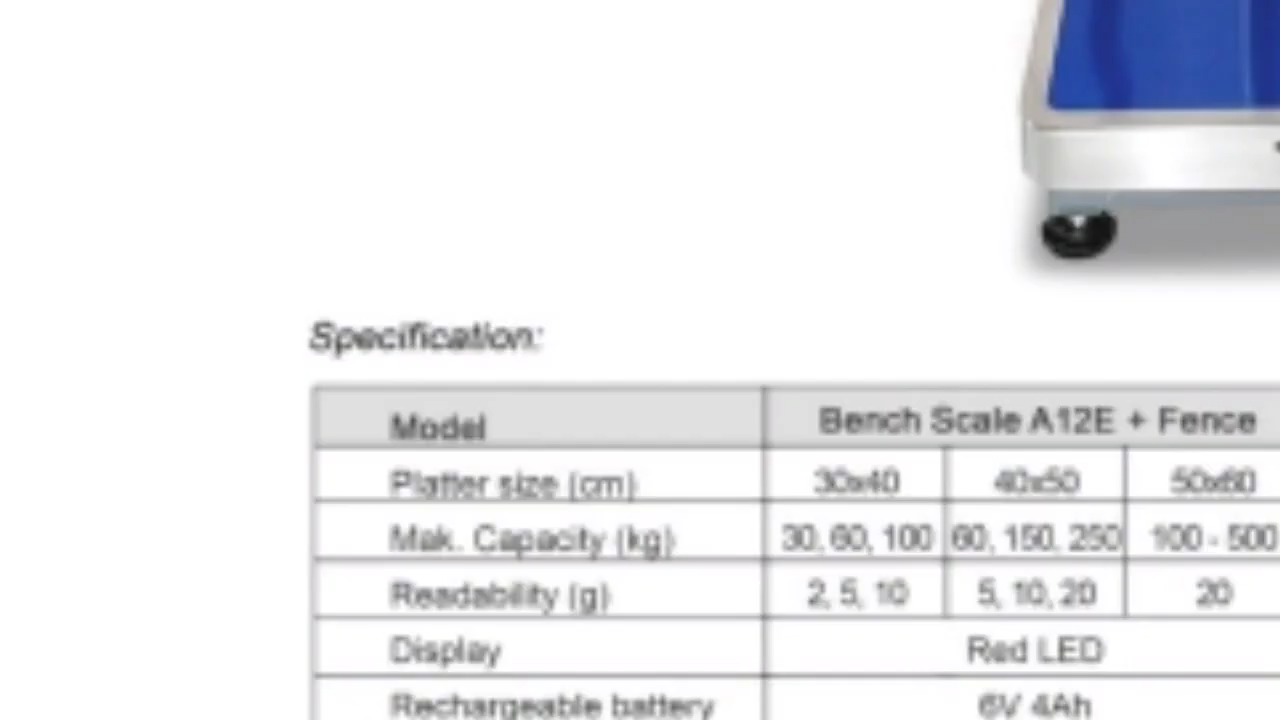 Specification:
Model Bench Scale A12E + Fence
Platter size (cm) 30x40 40x50 50x60
Mak. Capacity (kg) 30, 60, 100 60, 150, 250 100 - 500
Readability (g) 2, 5, 10 5, 10, 20 20
Display Red LED
Rechargeable battery 6V 4Ah